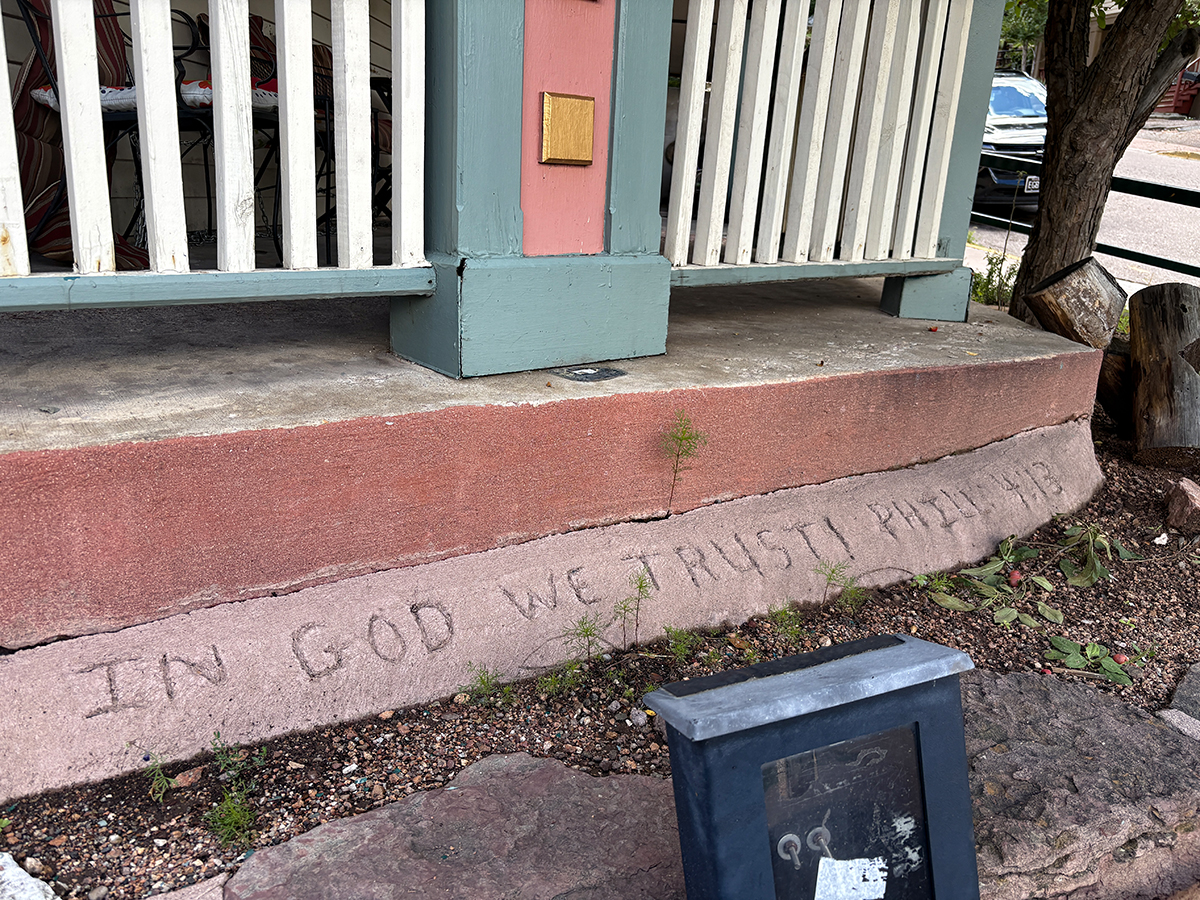 IN GOD WE TRUST! PHIL: 4:13